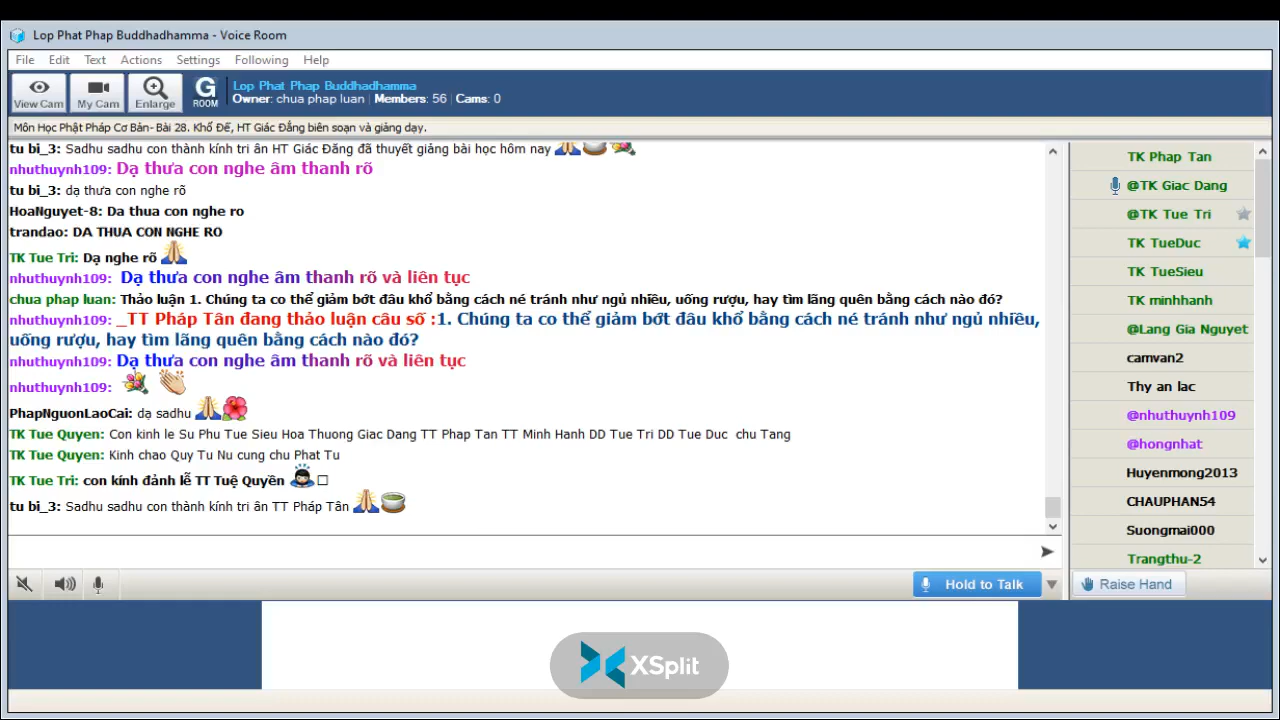 Lop Phat Phap Buddhadhamma - Voice Room
File Edit Text Actions Settings Following Help
View Cam My Cam Enlarge G ROOM
Lop Phat Phap Buddhadhamma
Owner: chua phap luan | Members: 56 | Cams: 0
Môn Học Phật Pháp Cơ Bản- Bài 28. Khổ Đế, HT Giác Đẳng biên soạn và giảng dạy.
tu bi_3: Sadhu sadhu con thành kính tri ân HT Giác Đăng đã thuyết giảng bài học hôm nay
nhuthuynh109: Dạ thưa con nghe âm thanh rõ
tu bi_3: dạ thưa con nghe rõ
HoaNguyet-8: Da thua con nghe ro
trandao: DA THUA CON NGHE RO
TK Tue Tri: Dạ nghe rõ
nhuthuynh109: Dạ thưa con nghe âm thanh rõ và liên tục
chua phap luan: Thảo luận 1. Chúng ta co thể giảm bớt đâu khổ bằng cách né tránh như ngủ nhiều, uống rượu, hay tìm lãng quên bằng cách nào đó?
nhuthuynh109: _TT Pháp Tân đang thảo luận câu số :1. Chúng ta co thể giảm bớt đâu khổ bằng cách né tránh như ngủ nhiều,
uống rượu, hay tìm lãng quên bằng cách nào đó?
nhuthuynh109: Dạ thưa con nghe âm thanh rõ và liên tục
nhuthuynh109:
PhapNguonLaoCai: dạ sadhu
TK Tue Quyen: Con kinh le Su Phu Tue Sieu Hoa Thuong Giac Dang TT Phap Tan TT Minh Hanh DD Tue Tri DD Tue Duc chu Tang
TK Tue Quyen: Kinh chao Quy Tu Nu cung chu Phat Tu
TK Tue Tri: con kính đảnh lễ TT Tuệ Quyền
tu bi_3: Sadhu sadhu con thành kính tri ân TT Pháp Tân
Hold to Talk
TK Phap Tan
@TK Giac Dang
@TK Tue Tri
TK TueDuc
TK TueSieu
TK minhhanh
@Lang Gia Nguyet
camvan2
Thy an lac
@nhuthuynh109
@hongnhat
Huyenmong2013
CHAUPHAN54
Suongmai000
Trangthu-2
Raise Hand
XSplit